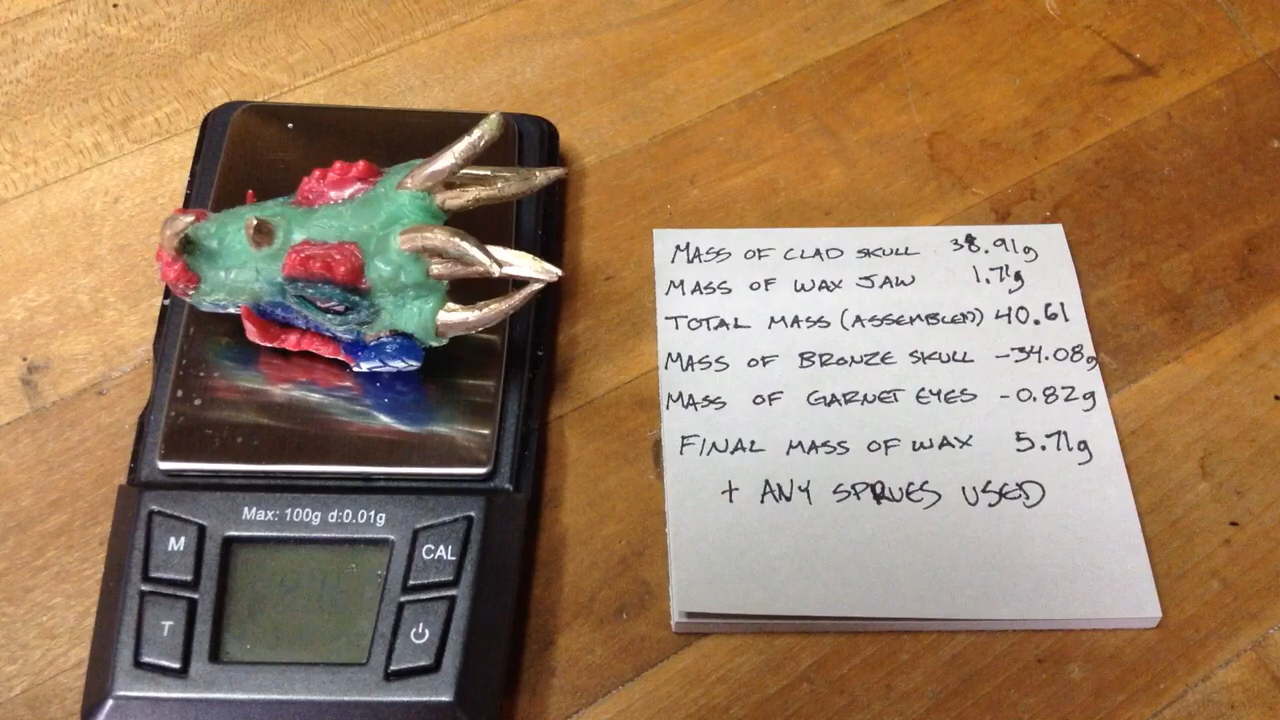 Max: 100g d:0.01g
M
CAL
T
MASS OF CLAD SKULL 38.91g
MASS OF WAX JAW 1.71g
TOTAL MASS (ASSEMBLED) 40.61
MASS OF BRONZE SKULL -34.08g
MASS OF GARNET EYES -0.82g
FINAL MASS OF WAX 5.71g
+ ANY SPRUES USED